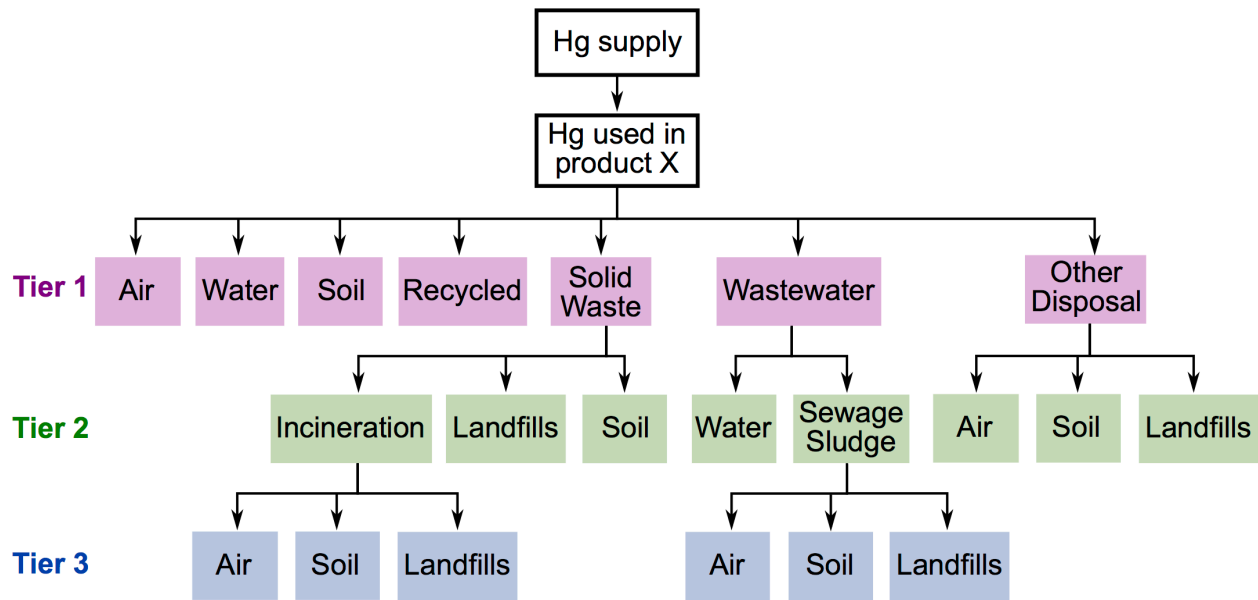 Hg supply
Hg used in
product X
Tier 1
Air
Water
Soil
Recycled
Solid
Waste
Wastewater
Other
Disposal
Tier 2
Incineration
Landfills
Soil
Water
Sewage
Sludge
Air
Soil
Landfills
Tier 3
Air
Soil
Landfills
Air
Soil
Landfills